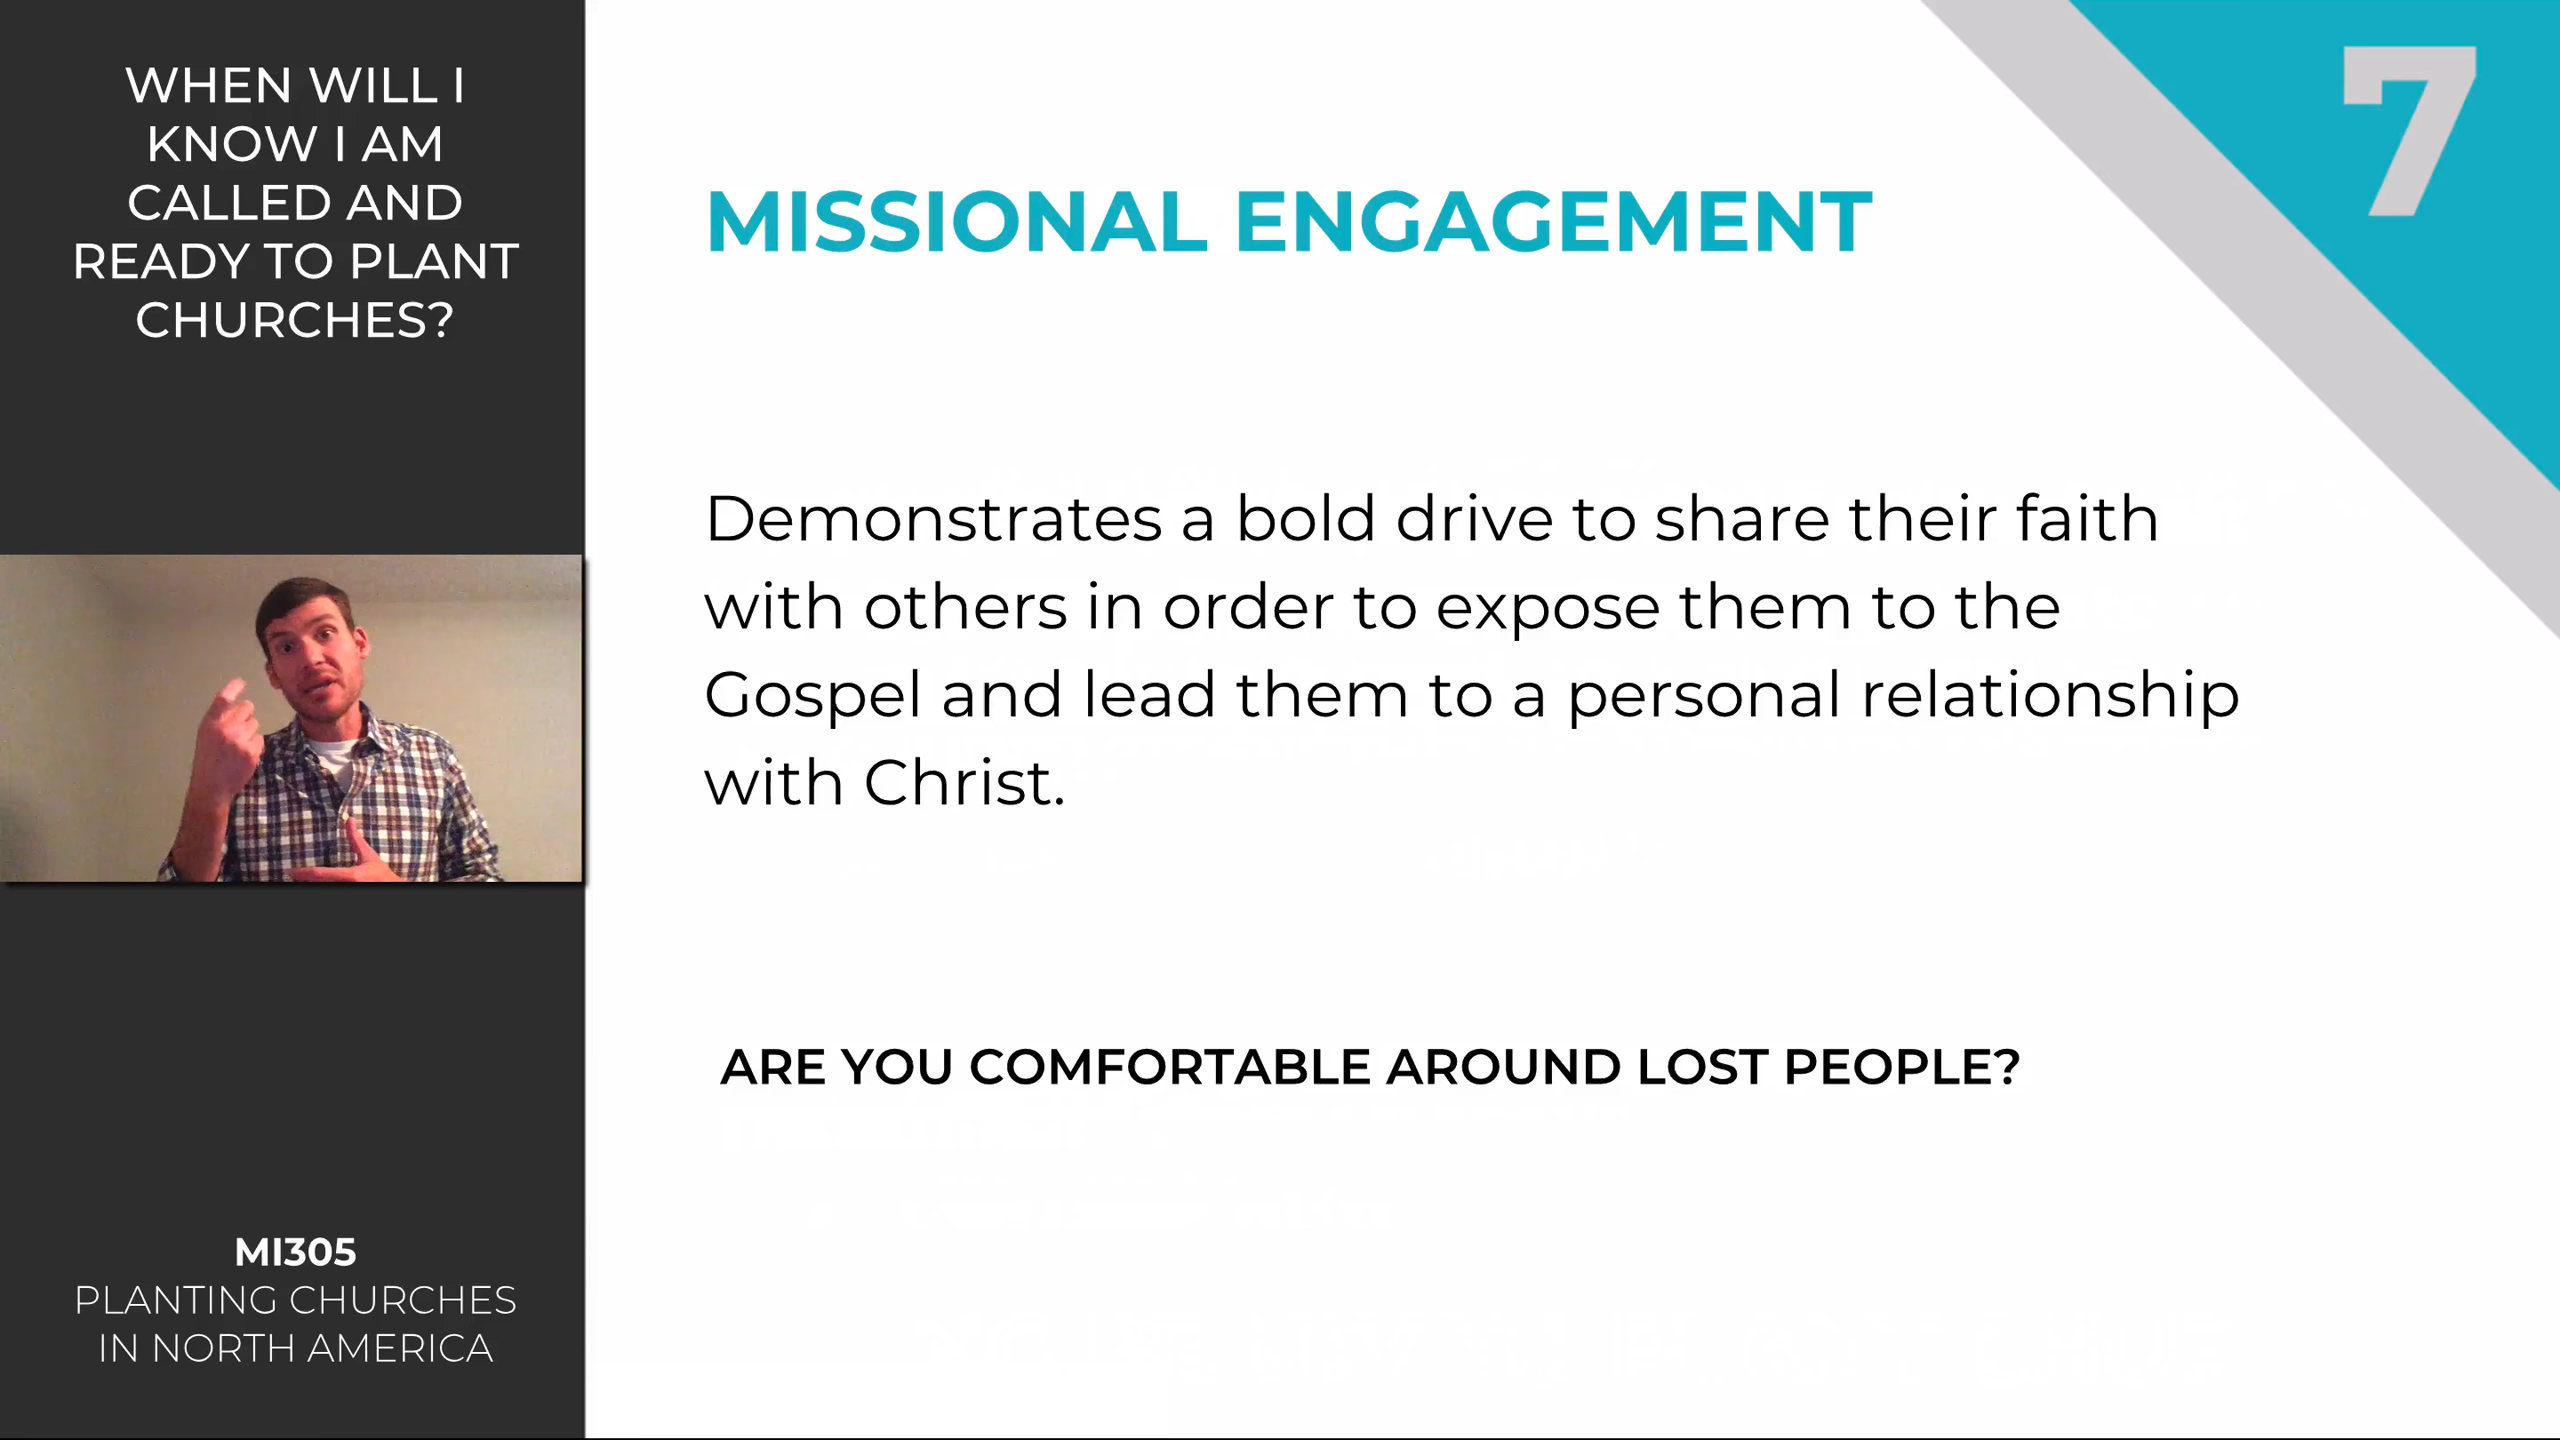 WHEN WILL I
KNOW I AM
CALLED AND
READY TO PLANT
CHURCHES?
MI305
PLANTING CHURCHES
IN NORTH AMERICA
7
MISSIONAL ENGAGEMENT
Demonstrates a bold drive to share their faith
with others in order to expose them to the
Gospel and lead them to a personal relationship
with Christ.
ARE YOU COMFORTABLE AROUND LOST PEOPLE?